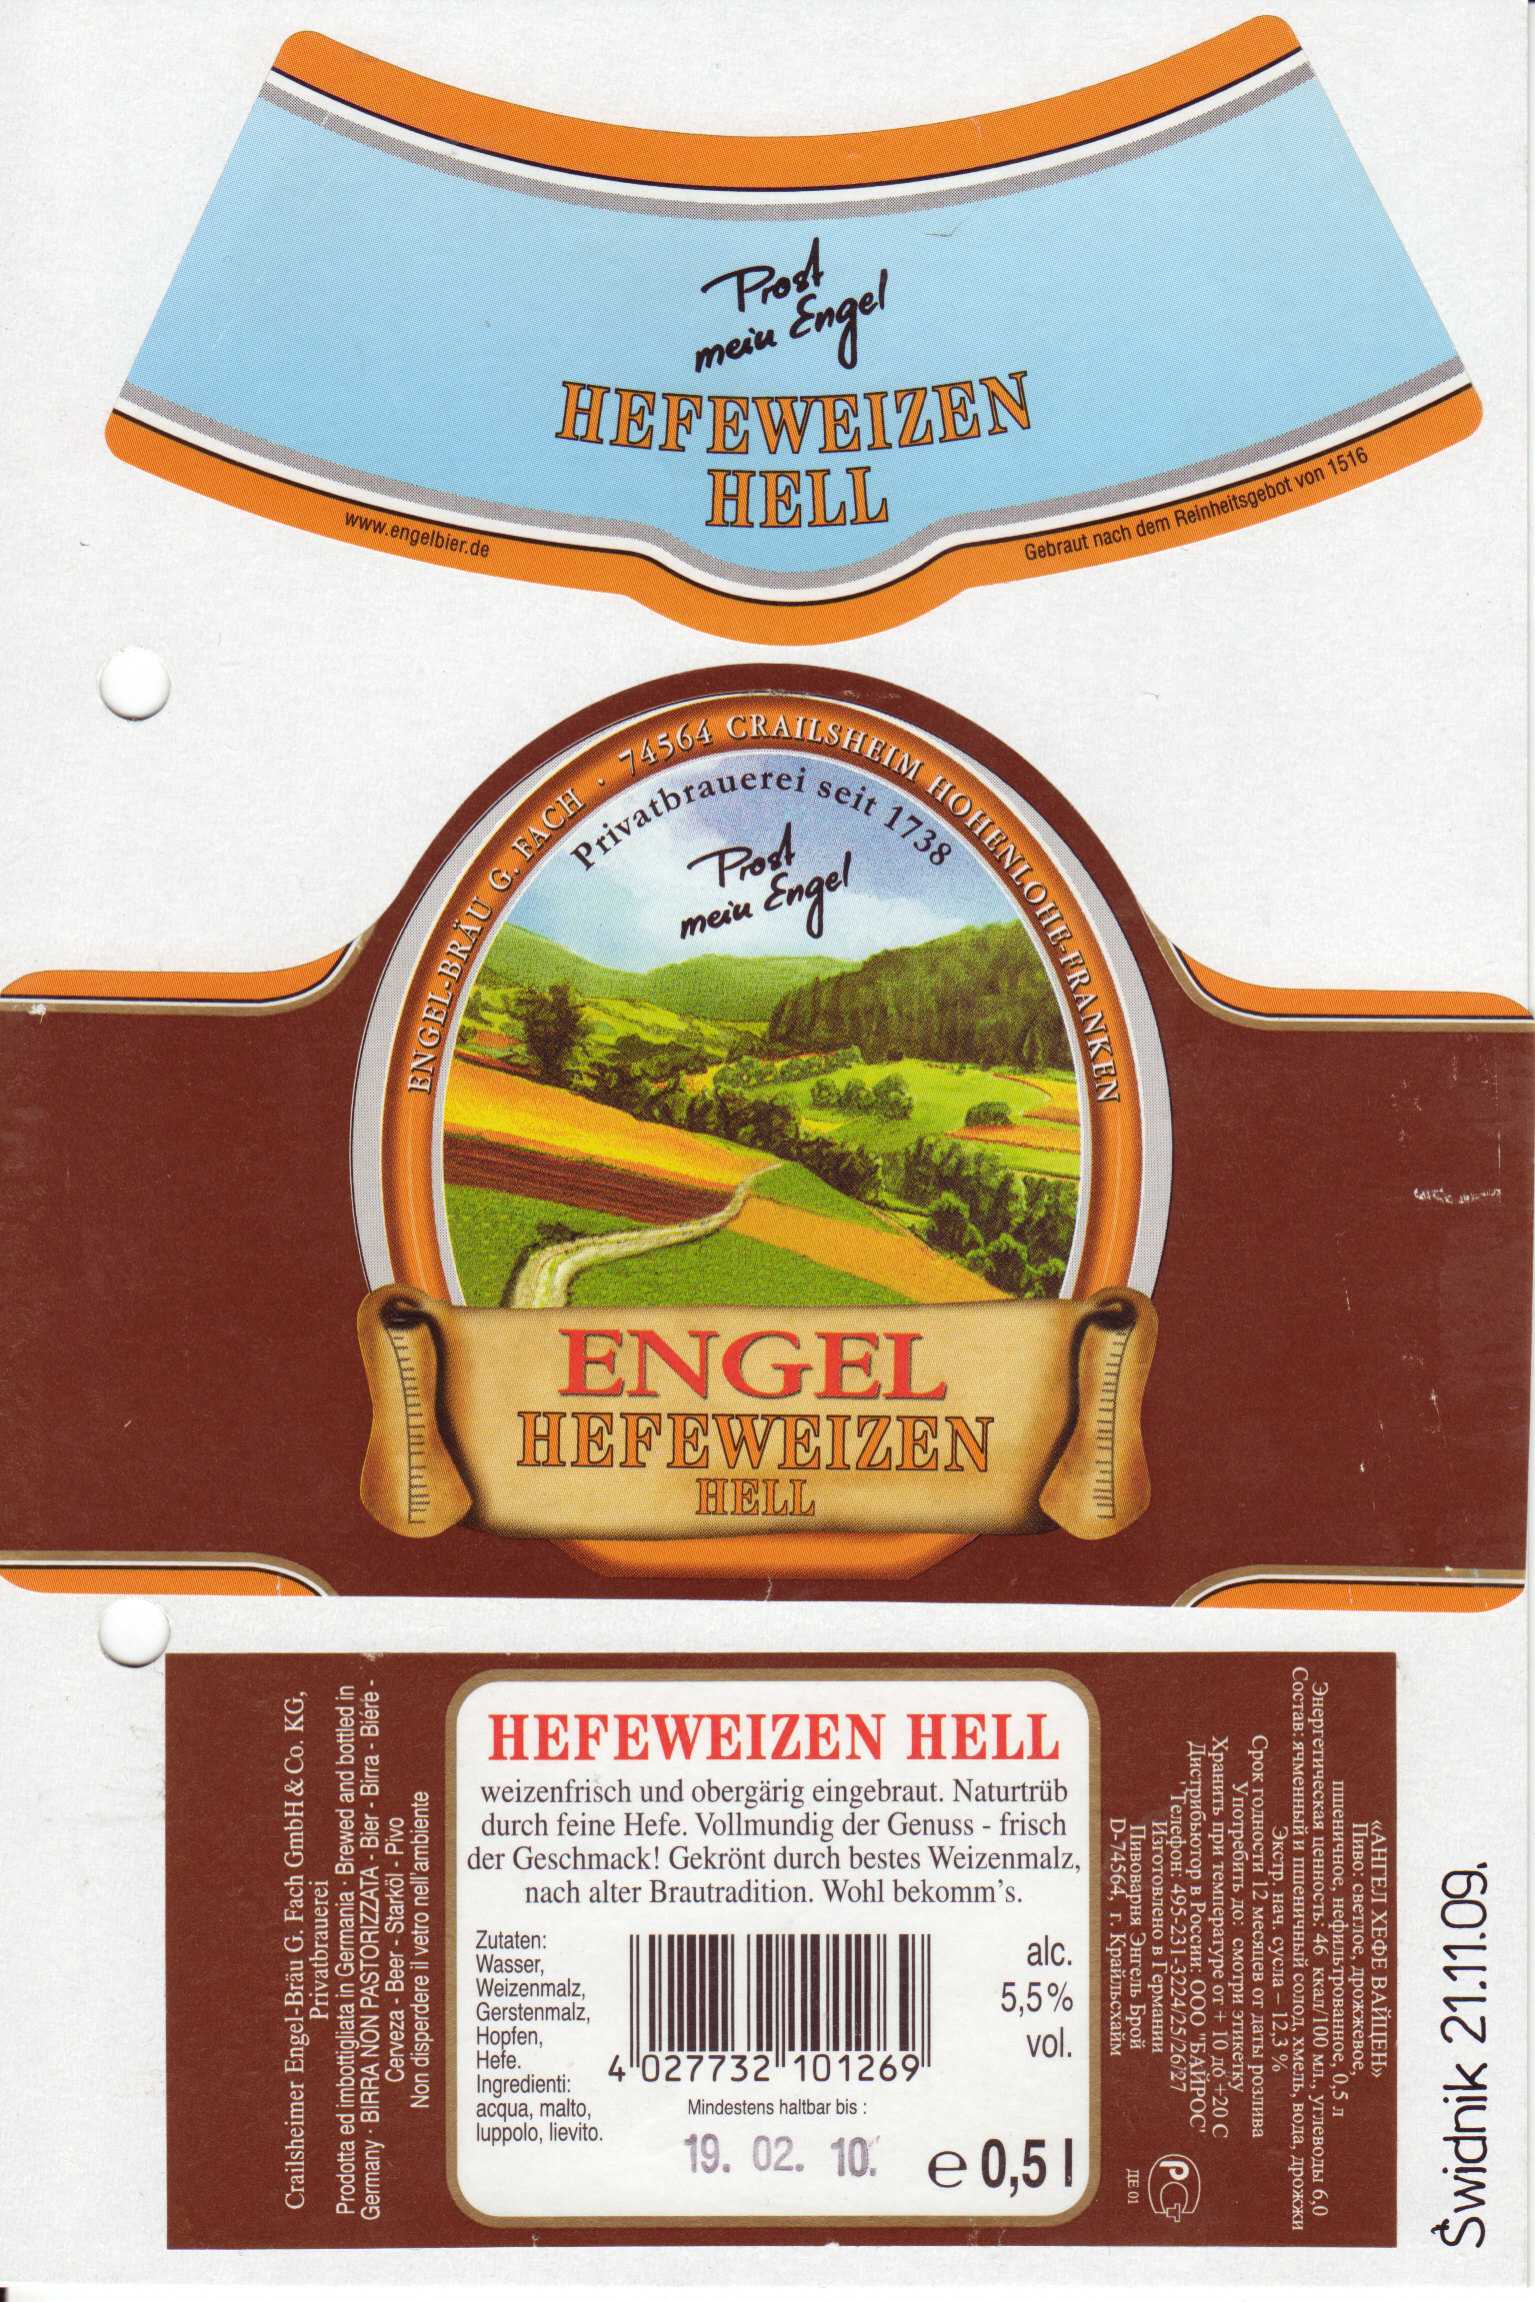 Prost
mein Engel
HEFEWEIZEN
HELL
www.engelbier.de
Gebraut nach dem Reinheitsgebot von 1516
ENGEL-BRÄU G. FACH · 74564 CRAILSHEIM HOHENLOHE-FRANKEN
Privatbrauerei seit 1738
Prost
mein Engel
ENGEL
HEFEWEIZEN
HELL
Crailsheimer Engel-Bräu G. Fach GmbH & Co. KG,
Privatbrauerei
Prodotta ed imbottigliata in Germania · Brewed and bottled in
Germany · BIRRA NON PASTORIZZATA - Bier - Birra - Biére -
Cerveza - Beer - Starköl - Pivo
Non disperdere il vetro nell'ambiente
HEFEWEIZEN HELL
weizenfrisch und obergärig eingebraut. Naturtrüb
durch feine Hefe. Vollmundig der Genuss - frisch
der Geschmack! Gekrönt durch bestes Weizenmalz,
nach alter Brautradition. Wohl bekomm's.
Zutaten:
Wasser,
Weizenmalz,
Gerstenmalz,
Hopfen,
Hefe.
Ingredienti:
acqua, malto,
luppolo, lievito.
4 027732 101269
Mindestens haltbar bis :
19. 02. 10.
alc.
5,5%
vol.
e 0,5 l
«АНГЕЛ ХЕФЕ ВАЙЦЕН»
Пиво: светлое, дрожжевое,
пшеничное, нефильтрованное, 0,5 л
Энергетическая ценность: 46 ккал/100 мл., углеводы 6,0
Состав: ячменный и пшеничный солод, хмель, вода, дрожжи
Экстр. нач. сусла – 12,3 %
Срок годности 12 месяцев от даты розлива
Употребить до: смотри этикетку
Хранить при температуре от + 10 до +20С
Дистрибьютор в России: ООО "БАЙРОС"
Телефон: 495-231-3224/25/26/27
Изготовлено в Германии
Пивоварня Энгель Брой
D-74564, г. Крайльсхайм
РСТ
ДЕ 01
Świdnik 21.11.09.